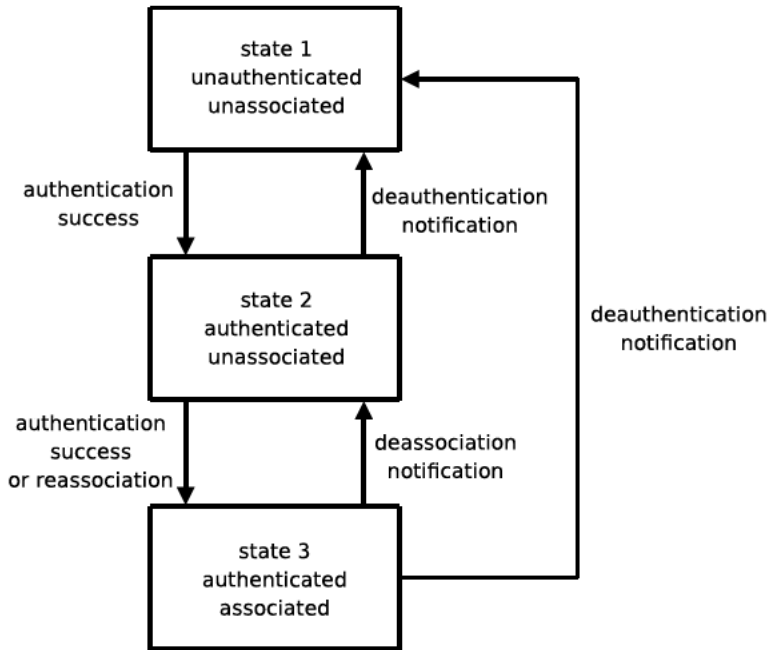 state 1
unauthenticated
unassociated
authentication
success
deauthentication
notification
state 2
authenticated
unassociated
deauthentication
notification
authentication
success
or reassociation
deassociation
notification
state 3
authenticated
associated